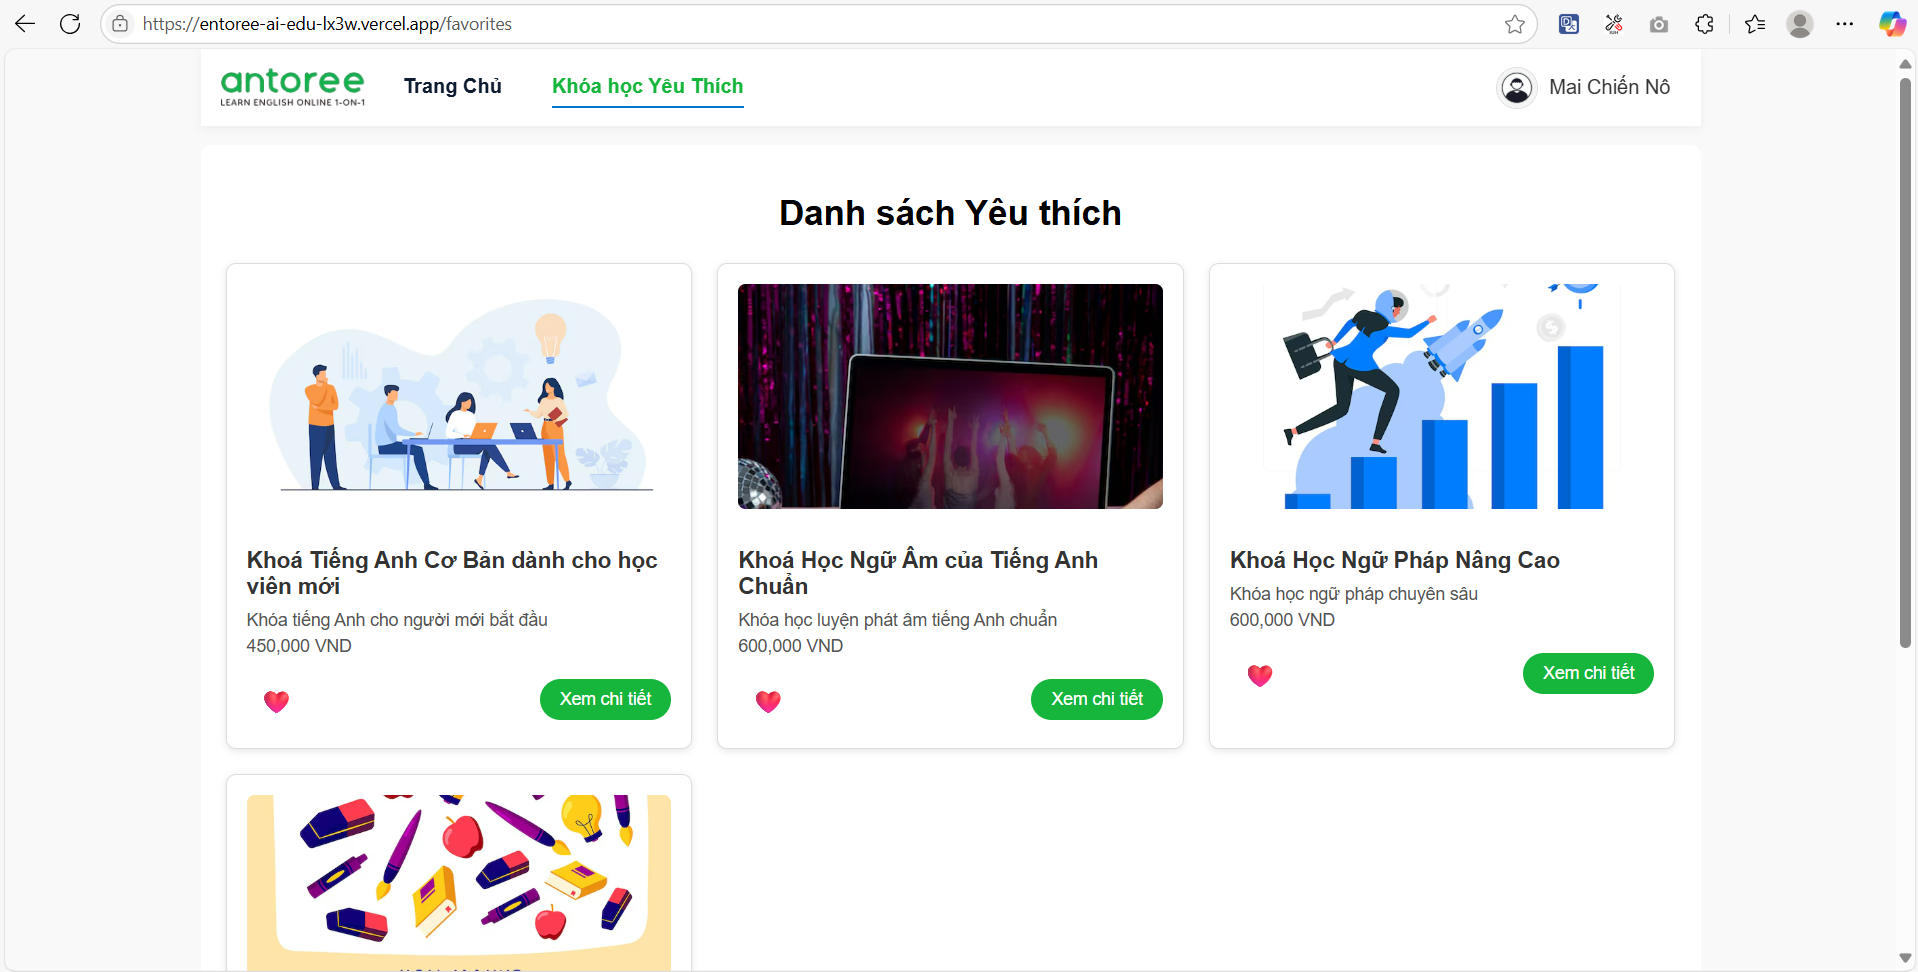 https://entoree-ai-edu-lx3w.vercel.app/favorites
antoree
LEARN ENGLISH ONLINE 1-ON-1
Trang Chủ
Khóa học Yêu Thích
Mai Chiến Nô
Danh sách Yêu thích
Khoá Tiếng Anh Cơ Bản dành cho học
viên mới
Khóa tiếng Anh cho người mới bắt đầu
450,000 VND
Xem chi tiết
Khoá Học Ngữ Âm của Tiếng Anh
Chuẩn
Khóa học luyện phát âm tiếng Anh chuẩn
600,000 VND
Xem chi tiết
Khoá Học Ngữ Pháp Nâng Cao
Khóa học ngữ pháp chuyên sâu
600,000 VND
Xem chi tiết